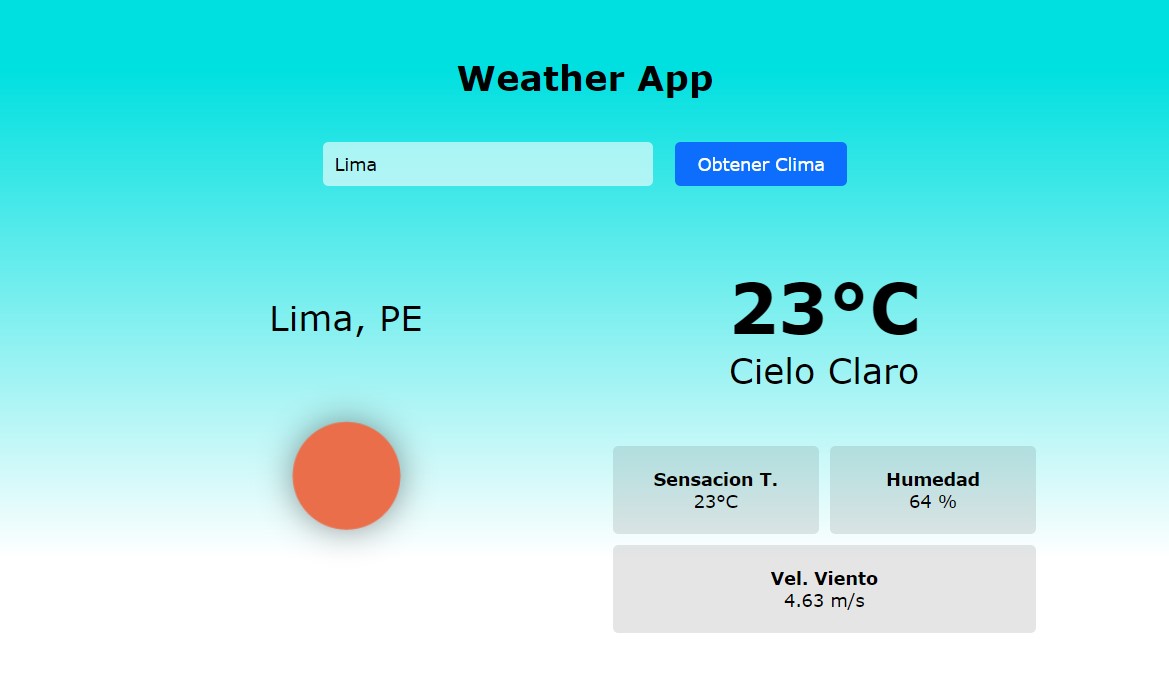 Weather App
Lima
Obtener Clima
Lima, PE
23°C
Cielo Claro
Sensacion T.
23°C
Humedad
64 %
Vel. Viento
4.63 m/s